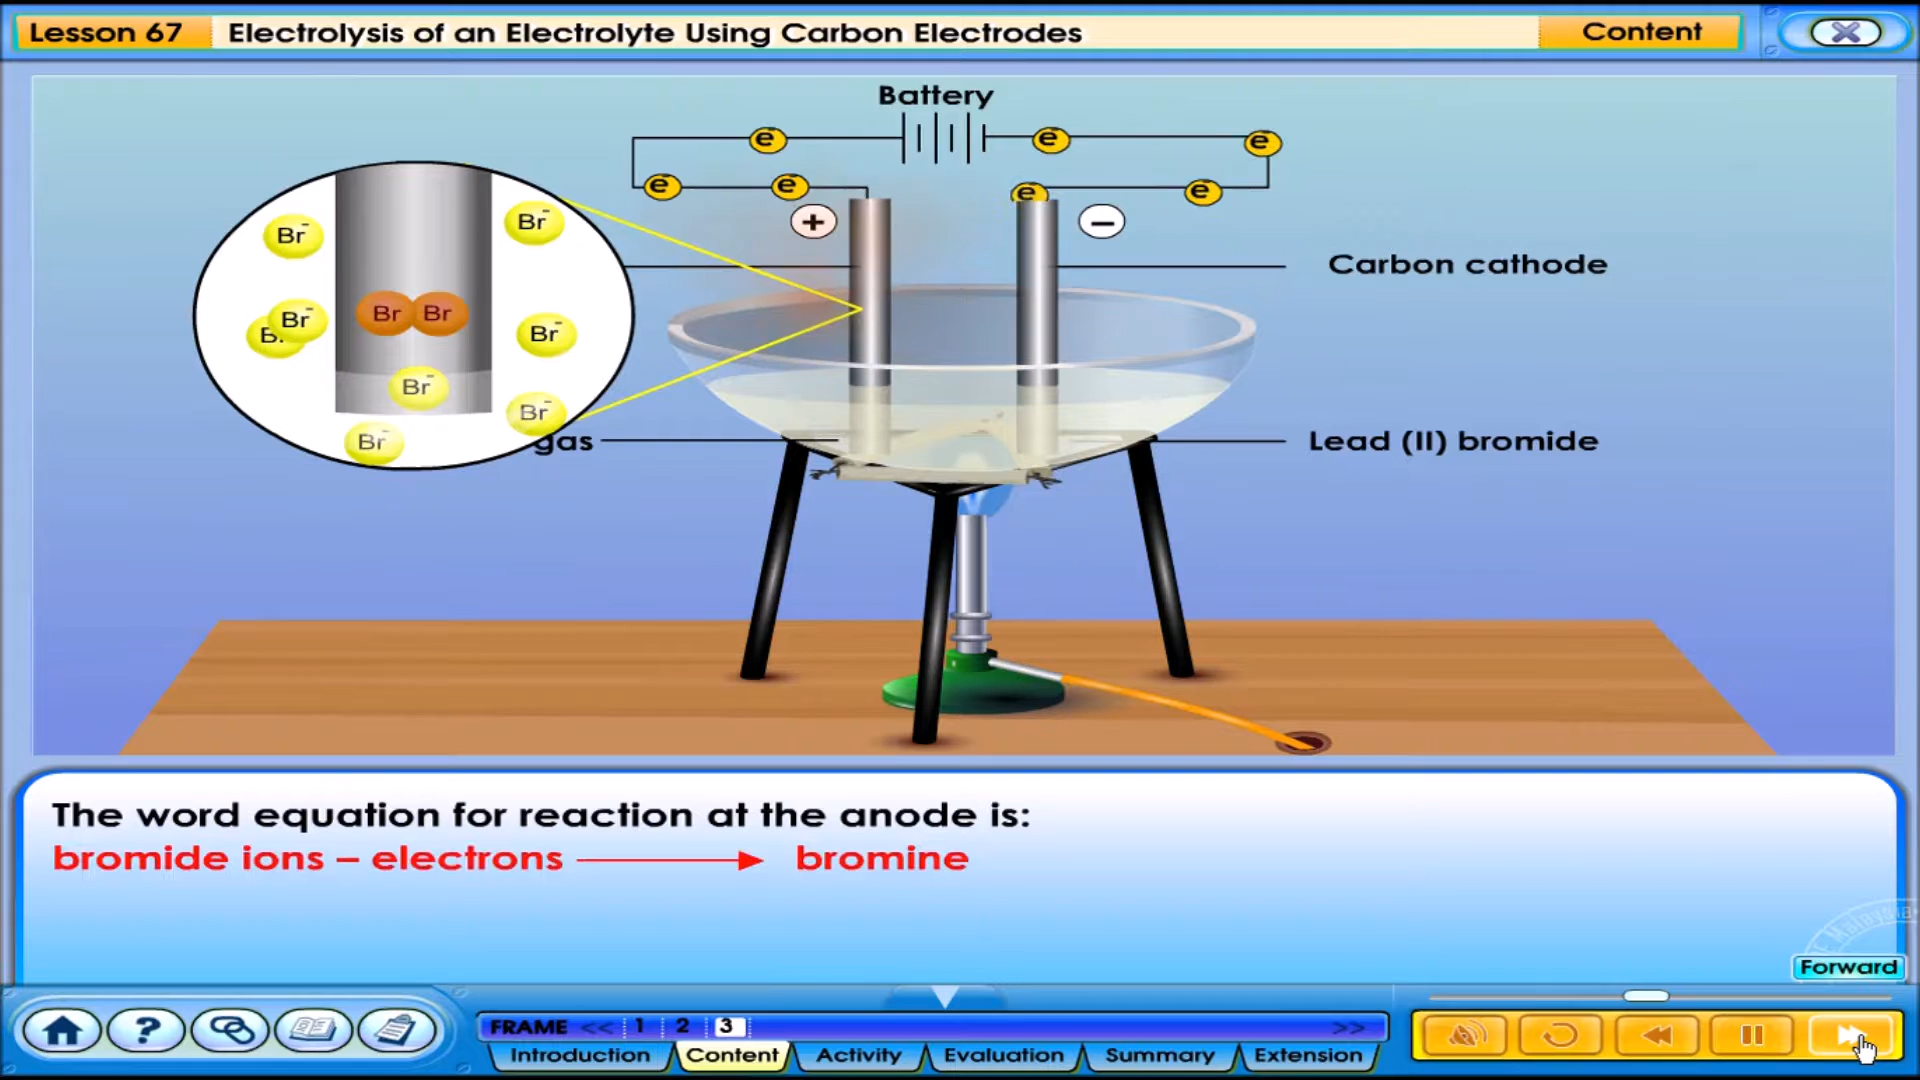 Lesson 67
Electrolysis of an Electrolyte Using Carbon Electrodes
Content
Battery
e⁻ e⁻ e⁻
e⁻ e⁻ e⁻ e⁻
+ −
Br⁻ Br⁻
Carbon cathode
Br⁻ Br Br Br⁻
Br⁻
Br⁻
Br⁻
gas
Lead (II) bromide
The word equation for reaction at the anode is:
bromide ions – electrons → bromine
Forward
FRAME << 1 2 3 >>
Introduction Content Activity Evaluation Summary Extension